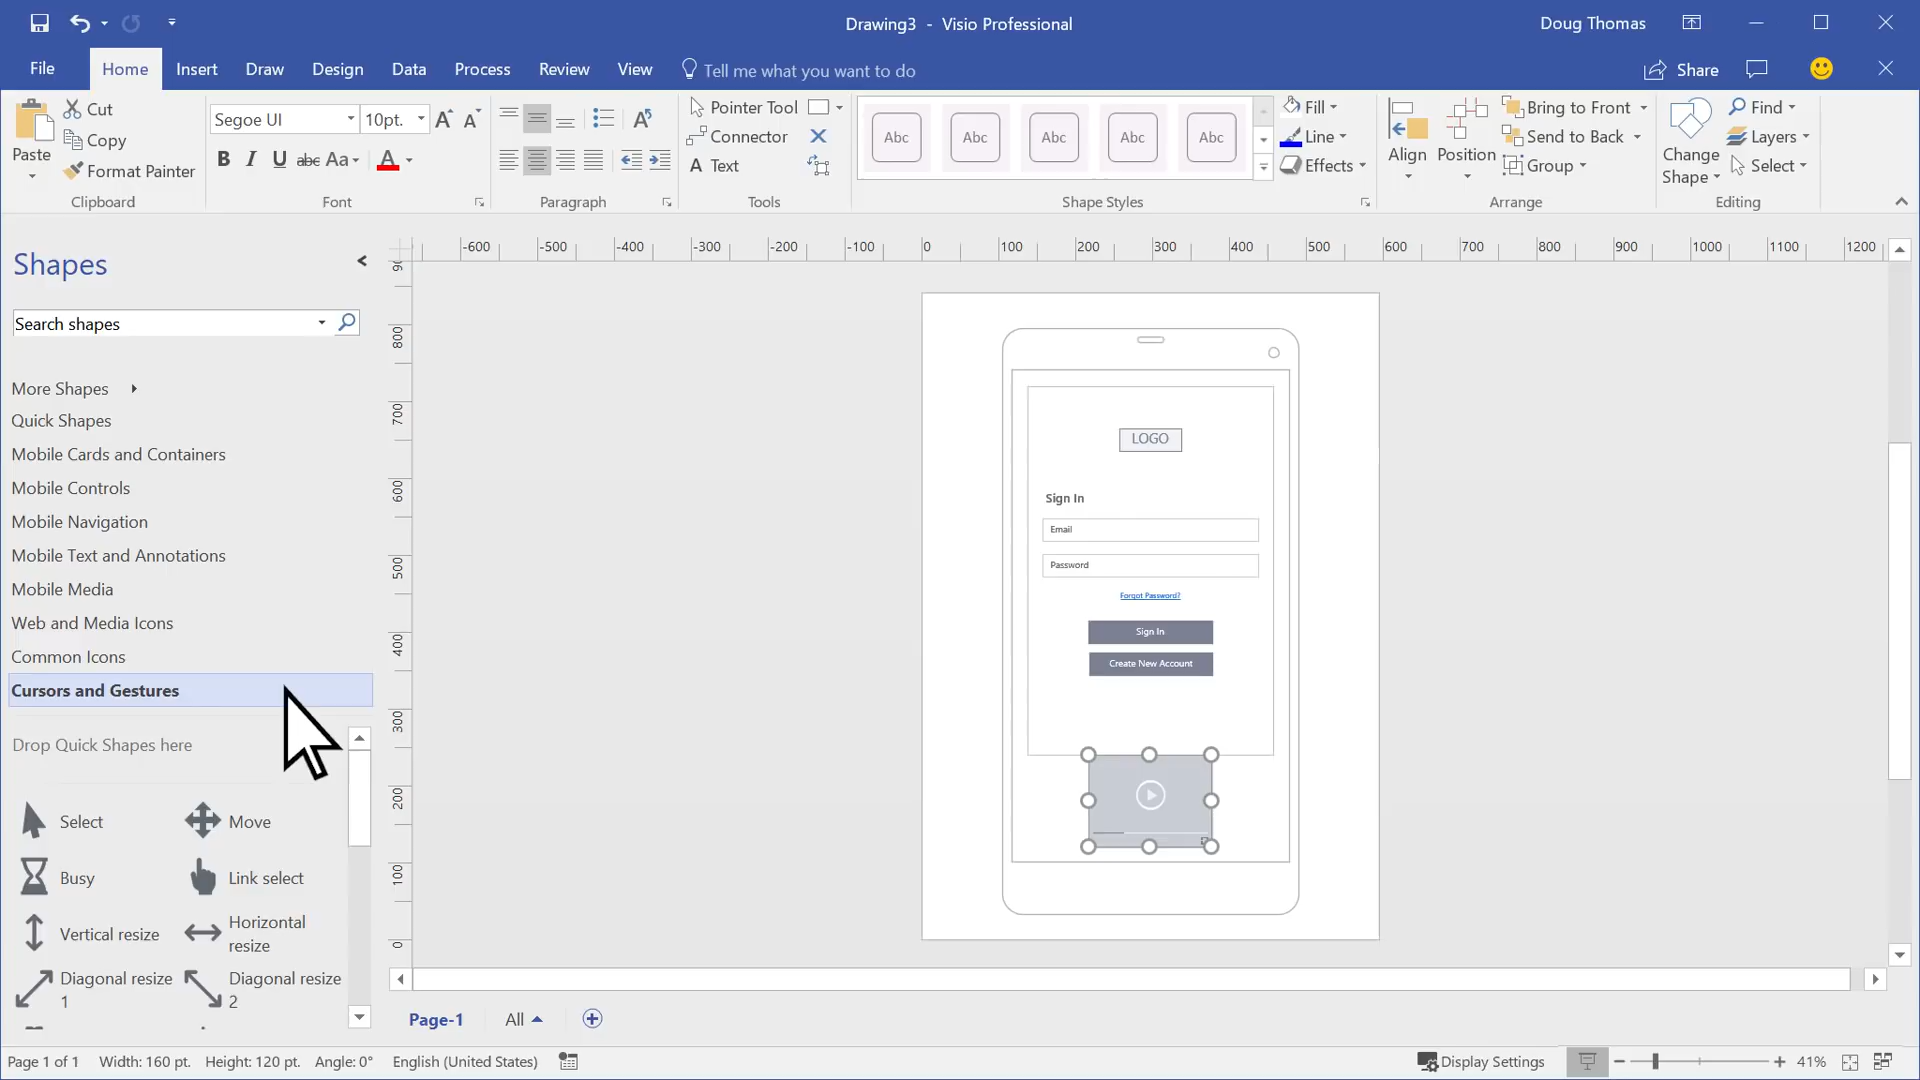 Drawing3 - Visio Professional
Doug Thomas
File Home Insert Draw Design Data Process Review View Tell me what you want to do
Share
Paste
Cut
Copy
Format Painter
Clipboard
Segoe UI 10pt. A A
B I U abc Aa A
Font
Paragraph
Pointer Tool
Connector
A Text
Tools
Abc Abc Abc Abc Abc
Shape Styles
Fill
Line
Effects
Align
Position
Bring to Front
Send to Back
Group
Arrange
Change
Shape
Find
Layers
Select
Editing
Shapes
Search shapes
More Shapes
Quick Shapes
Mobile Cards and Containers
Mobile Controls
Mobile Navigation
Mobile Text and Annotations
Mobile Media
Web and Media Icons
Common Icons
Cursors and Gestures
Drop Quick Shapes here
Select
Move
Busy
Link select
Vertical resize
Horizontal
resize
Diagonal resize
1
Diagonal resize
2
-600 -500 -400 -300 -200 -100 0 100 200 300 400 500 600 700 800 900 1000 1100 1200
800
700
600
500
400
300
200
100
0
LOGO
Sign In
Email
Password
Forgot Password?
Sign In
Create New Account
Page-1 All
Page 1 of 1 Width: 160 pt. Height: 120 pt. Angle: 0° English (United States)
Display Settings
41%